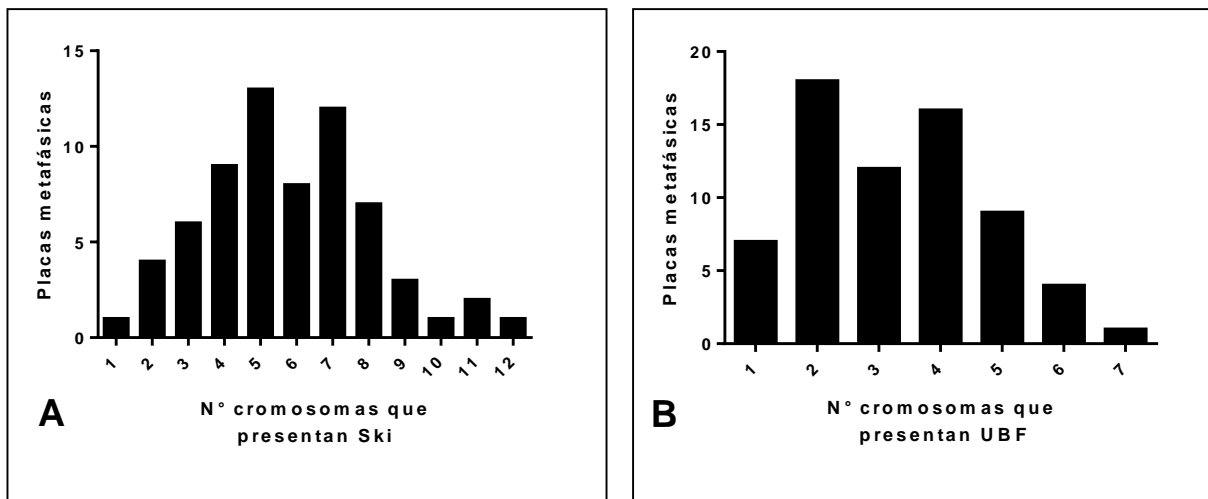 15
10
5
0
Placas metafásicas
1 2 3 4 5 6 7 8 9 10 11 12
N° cromosomas que
presentan Ski
A
20
15
10
5
0
Placas metafásicas
1 2 3 4 5 6 7
N° cromosomas que
presentan UBF
B